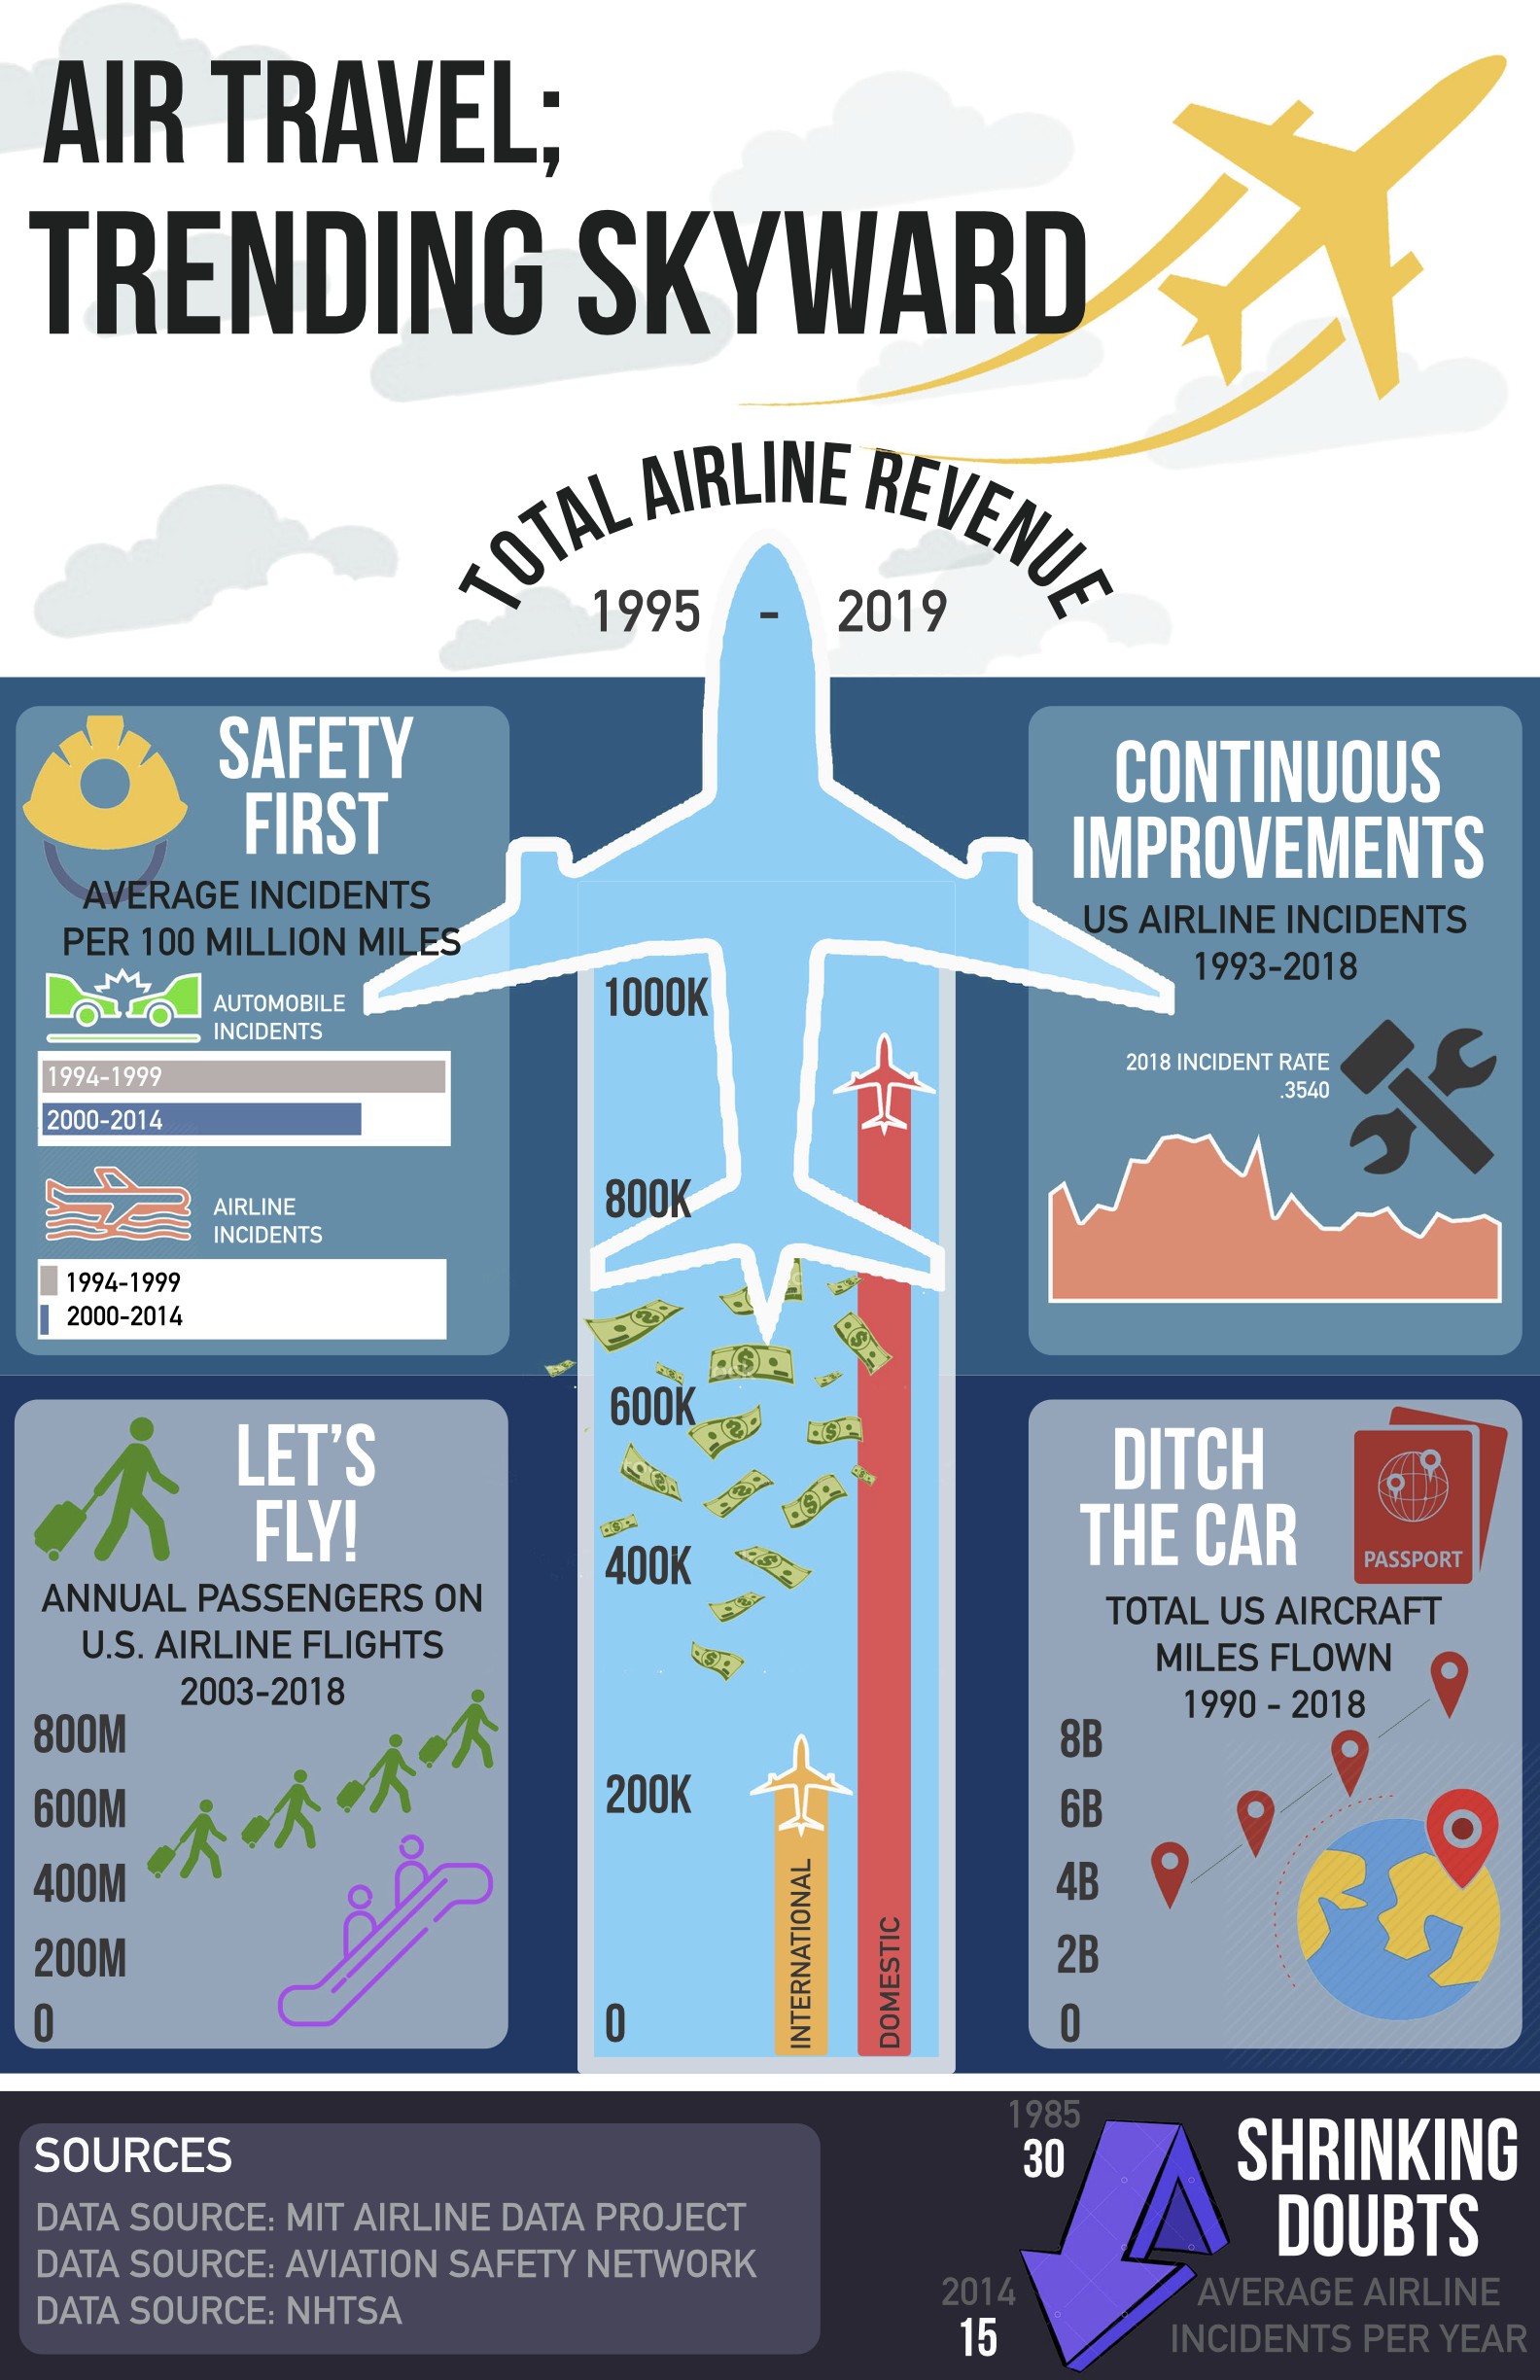 AIR TRAVEL;
TRENDING SKYWARD
TOTAL AIRLINE REVENUE
1995 - 2019
SAFETY
FIRST
AVERAGE INCIDENTS
PER 100 MILLION MILES
AUTOMOBILE
INCIDENTS
1994-1999
2000-2014
AIRLINE
INCIDENTS
1994-1999
2000-2014
1000K
800K
600K
400K
200K
0
INTERNATIONAL
DOMESTIC
CONTINUOUS
IMPROVEMENTS
US AIRLINE INCIDENTS
1993-2018
2018 INCIDENT RATE
.3540
LET'S
FLY!
ANNUAL PASSENGERS ON
U.S. AIRLINE FLIGHTS
2003-2018
800M
600M
400M
200M
0
DITCH
THE CAR
PASSPORT
TOTAL US AIRCRAFT
MILES FLOWN
1990 - 2018
8B
6B
4B
2B
0
SOURCES
DATA SOURCE: MIT AIRLINE DATA PROJECT
DATA SOURCE: AVIATION SAFETY NETWORK
DATA SOURCE: NHTSA
1985
30
2014
15
SHRINKING
DOUBTS
AVERAGE AIRLINE
INCIDENTS PER YEAR